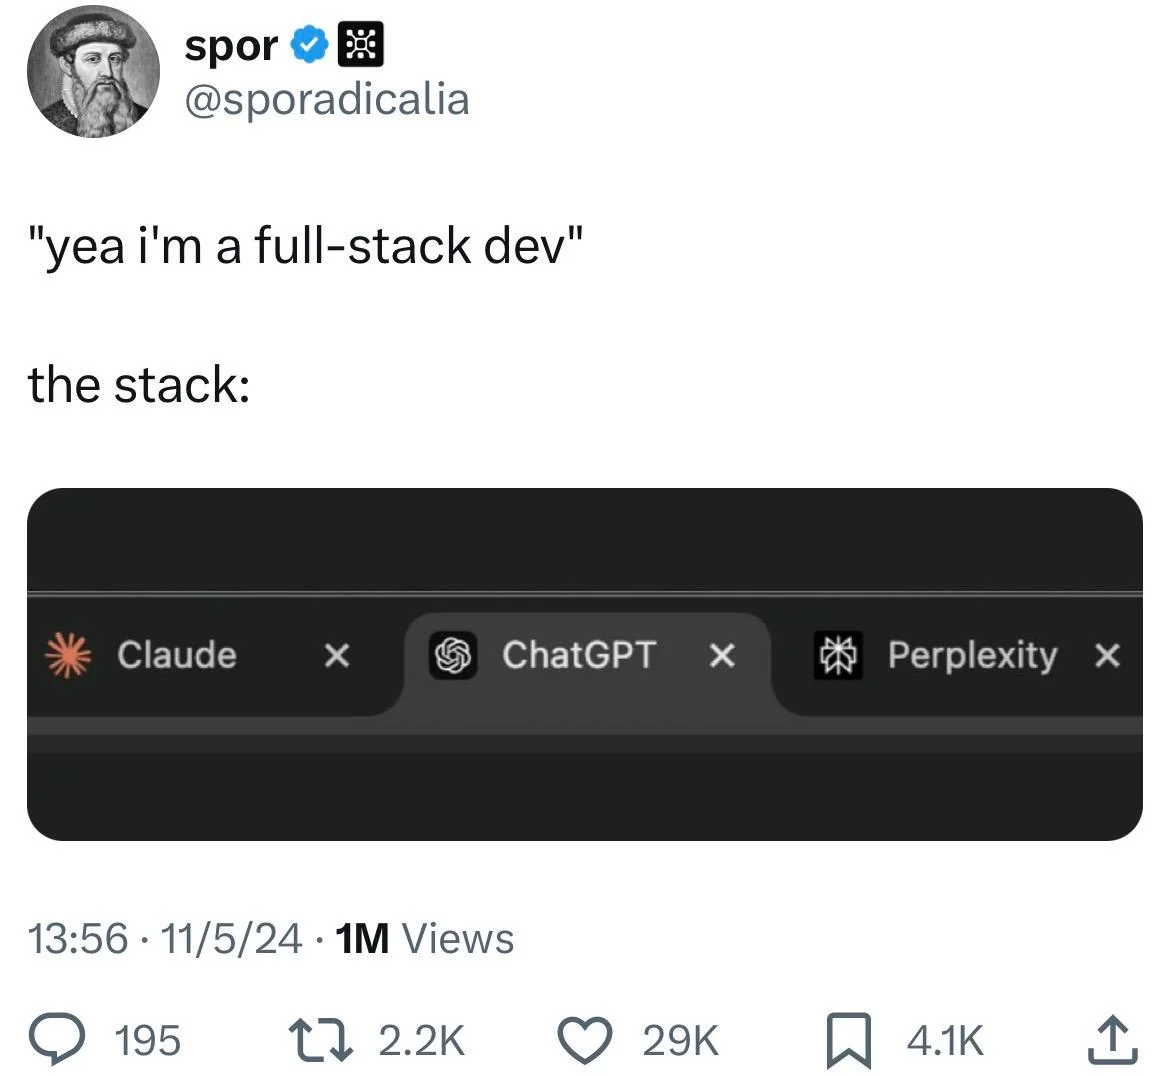 spor
@sporadicalia
"yea i'm a full-stack dev"
the stack:
Claude ChatGPT Perplexity
13:56 · 11/5/24 · 1M Views
195 2.2K 29K 4.1K